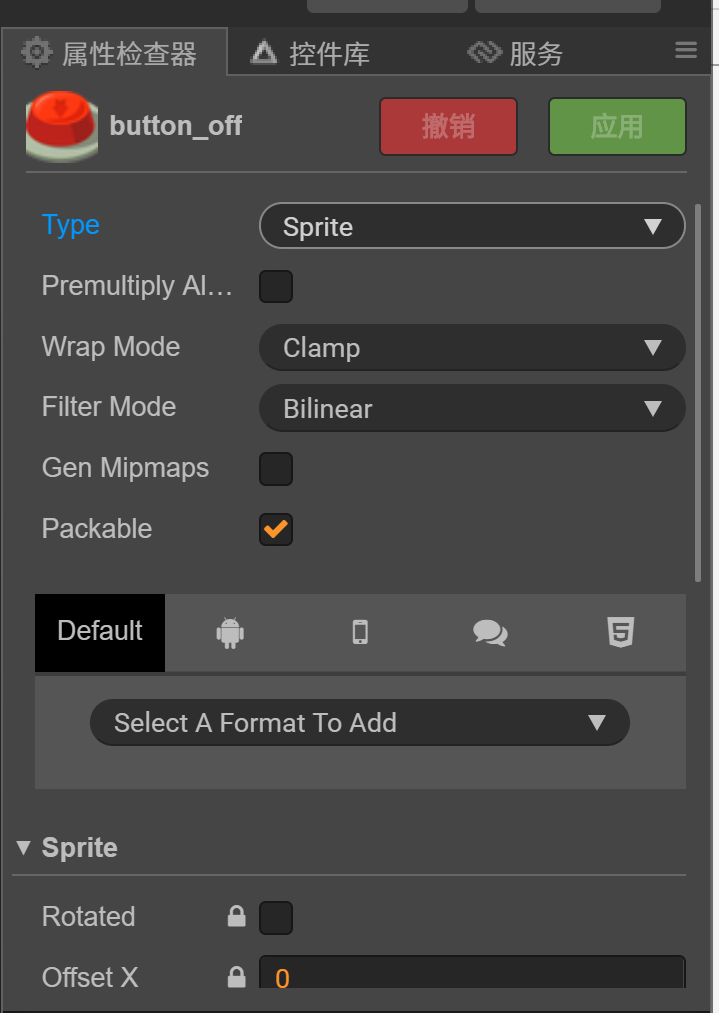 属性检查器 控件库 服务
button_off 撤销 应用
Type Sprite
Premultiply Al...
Wrap Mode Clamp
Filter Mode Bilinear
Gen Mipmaps
Packable
Default
Select A Format To Add
Sprite
Rotated
Offset X 0